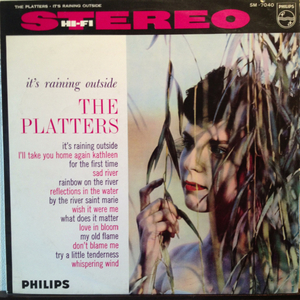 THE PLATTERS - IT'S RAINING OUTSIDE
SM - 7040
PHILIPS
STEREO
HI-FI
it's raining outside
THE
PLATTERS
it's raining outside
I'll take you home again kathleen
for the first time
sad river
rainbow on the river
reflections in the water
by the river saint marie
wish it were me
what does it matter
love in bloom
my old flame
don't blame me
try a little tenderness
whispering wind
PHILIPS